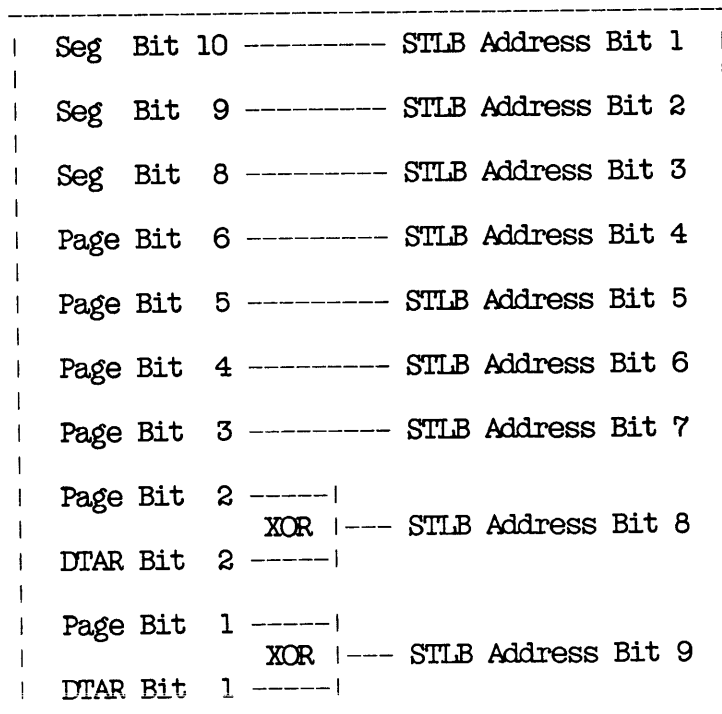 Seg Bit 10 --------- STLB Address Bit 1
Seg Bit 9 --------- STLB Address Bit 2
Seg Bit 8 --------- STLB Address Bit 3
Page Bit 6 --------- STLB Address Bit 4
Page Bit 5 --------- STLB Address Bit 5
Page Bit 4 --------- STLB Address Bit 6
Page Bit 3 --------- STLB Address Bit 7
Page Bit 2 -----|
XOR |--- STLB Address Bit 8
DTAR Bit 2 -----|
Page Bit 1 -----|
XOR |--- STLB Address Bit 9
DTAR Bit 1 -----|